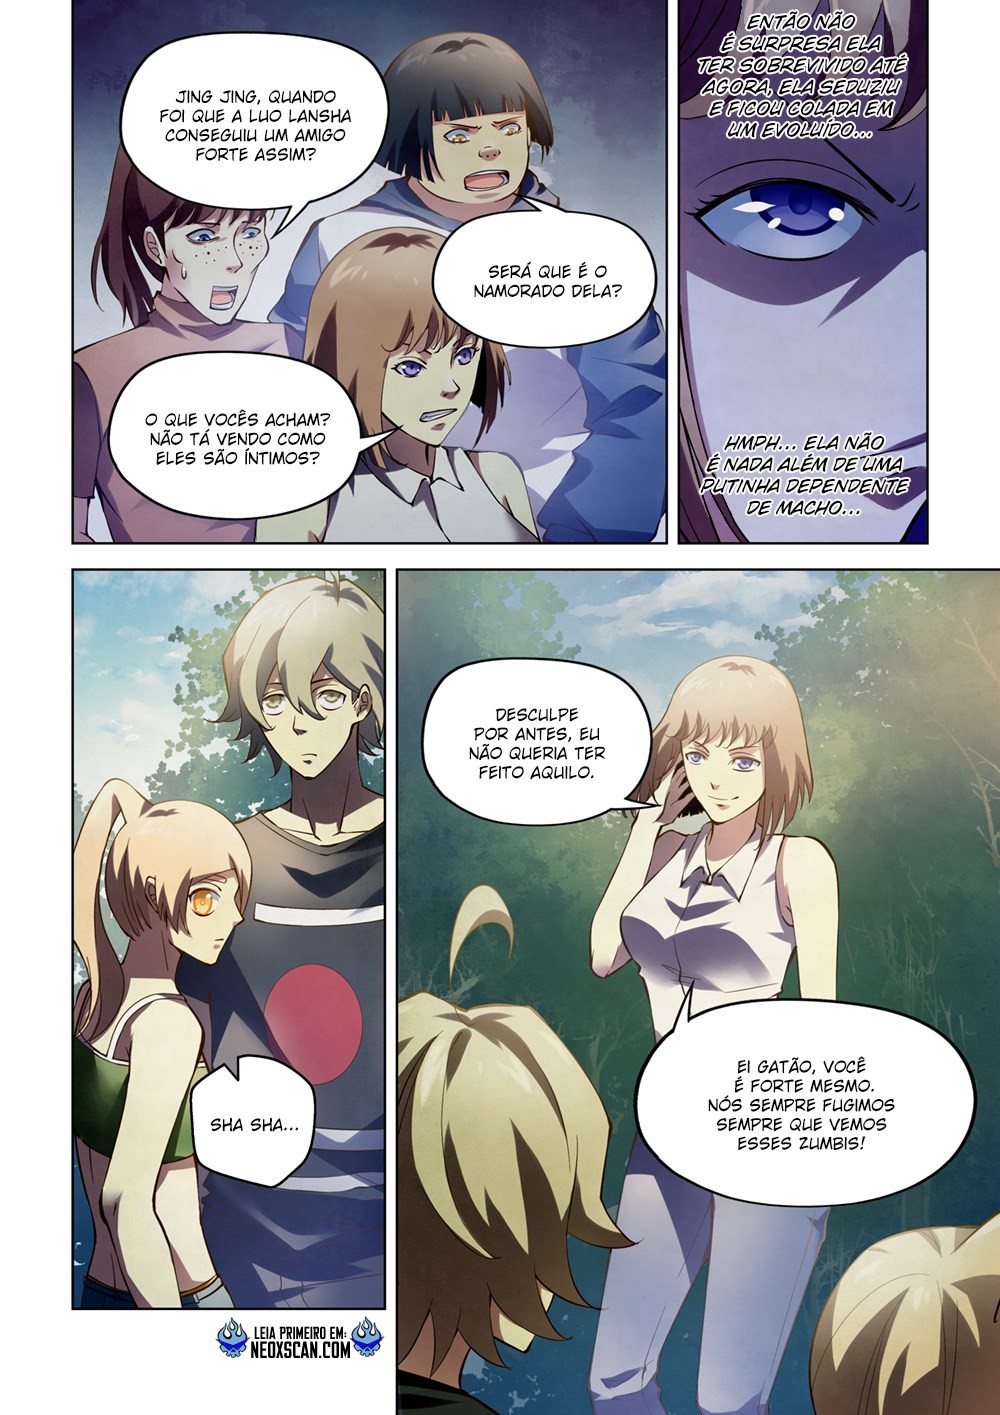 JING JING, QUANDO
FOI QUE A LUO LANSHA
CONSEGUIU UM AMIGO
FORTE ASSIM?
SERÁ QUE É O
NAMORADO DELA?
O QUE VOCÊS ACHAM?
NÃO TÁ VENDO COMO
ELES SÃO ÍNTIMOS?
ENTÃO NÃO
É SURPRESA ELA
TER SOBREVIVIDO ATÉ
AGORA, ELA SEDUZIU
E FICOU COLADA EM
UM EVOLUÍDO...
HMPH... ELA NÃO
É NADA ALÉM DE UMA
PUTINHA DEPENDENTE
DE MACHO...
SHA SHA...
DESCULPE
POR ANTES, EU
NÃO QUERIA TER
FEITO AQUILO.
EI GATÃO, VOCÊ
É FORTE MESMO.
NÓS SEMPRE FUGIMOS
SEMPRE QUE VEMOS
ESSES ZUMBIS!
LEIA PRIMEIRO EM:
NEOXSCAN.COM